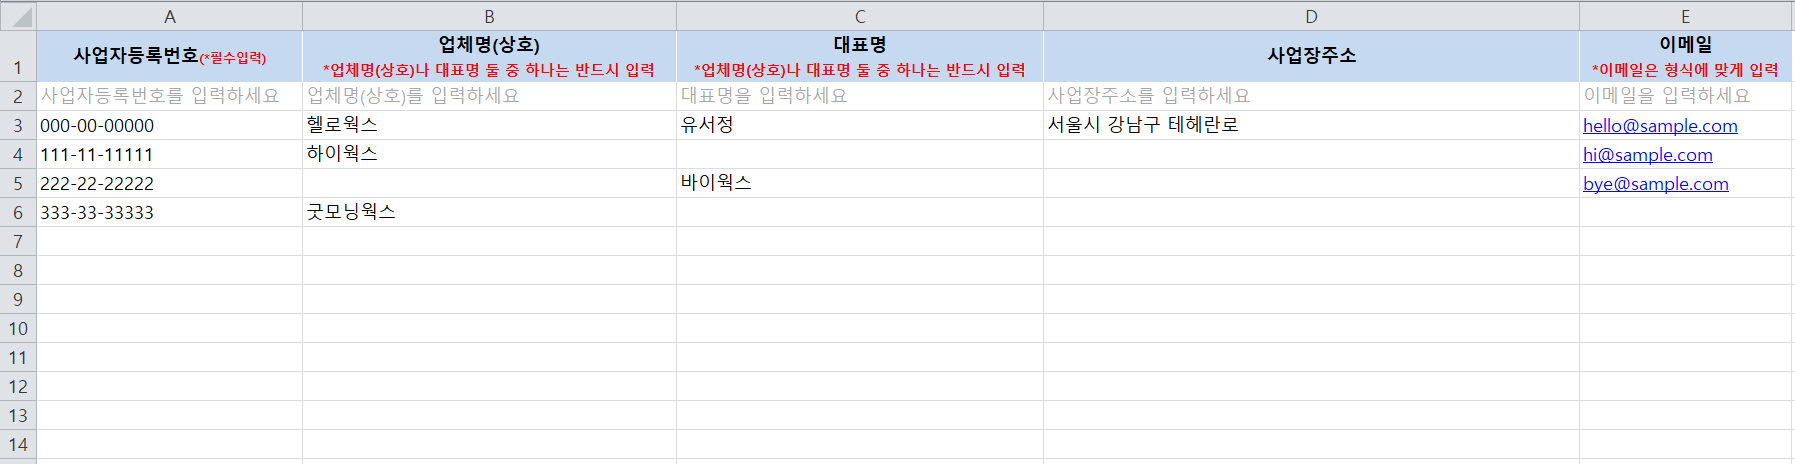 A B C D E
1 사업자등록번호(*필수입력) 업체명(상호) 대표명 사업장주소 이메일
*업체명(상호)나 대표명 둘 중 하나는 반드시 입력 *업체명(상호)나 대표명 둘 중 하나는 반드시 입력 *이메일은 형식에 맞게 입력
2 사업자등록번호를 입력하세요 업체명(상호)를 입력하세요 대표명을 입력하세요 사업장주소를 입력하세요 이메일을 입력하세요
3 000-00-00000 헬로웍스 유서정 서울시 강남구 테헤란로 hello@sample.com
4 111-11-11111 하이웍스 hi@sample.com
5 222-22-22222 바이웍스 bye@sample.com
6 333-33-33333 굿모닝웍스
7
8
9
10
11
12
13
14